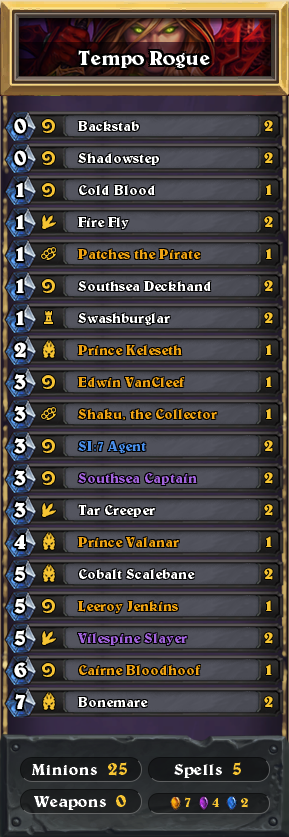 Tempo Rogue
0 Backstab 2
0 Shadowstep 2
1 Cold Blood 1
1 Fire Fly 2
1 Patches the Pirate 1
1 Southsea Deckhand 2
1 Swashburglar 2
2 Prince Keleseth 1
3 Edwin VanCleef 1
3 Shaku, the Collector 1
3 SI:7 Agent 2
3 Southsea Captain 2
3 Tar Creeper 2
4 Prince Valanar 1
5 Cobalt Scalebane 2
5 Leeroy Jenkins 1
5 Vilespine Slayer 2
6 Cairne Bloodhoof 1
7 Bonemare 2
Minions 25 Spells 5
Weapons 0 7 4 2